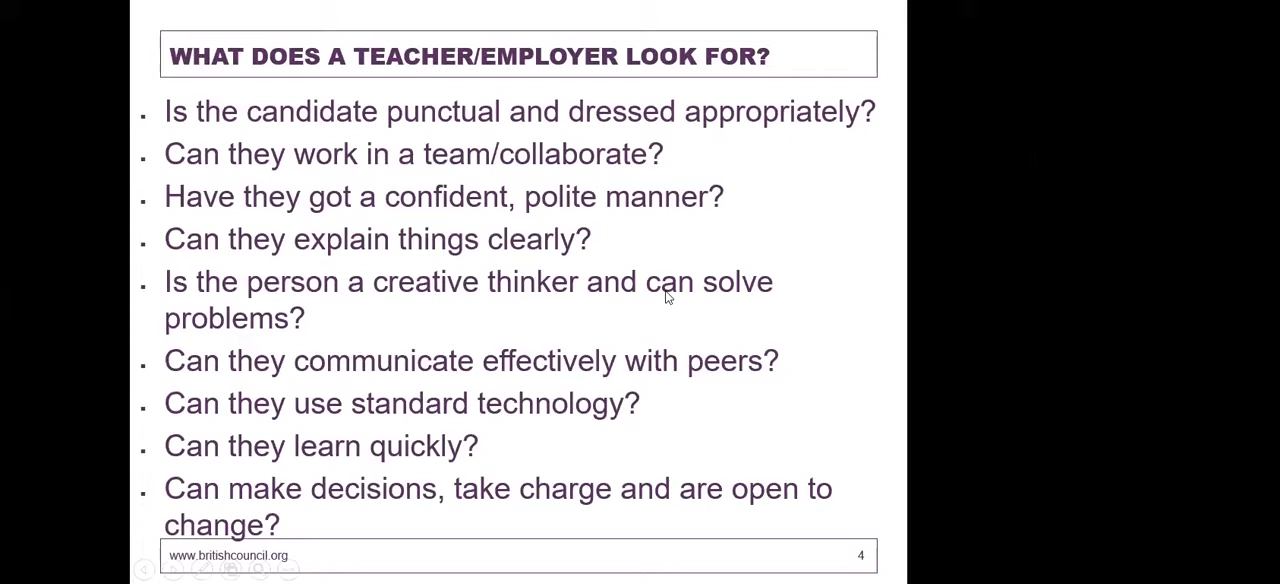 WHAT DOES A TEACHER/EMPLOYER LOOK FOR?
Is the candidate punctual and dressed appropriately?
Can they work in a team/collaborate?
Have they got a confident, polite manner?
Can they explain things clearly?
Is the person a creative thinker and can solve
problems?
Can they communicate effectively with peers?
Can they use standard technology?
Can they learn quickly?
Can make decisions, take charge and are open to
change?
www.britishcouncil.org 4